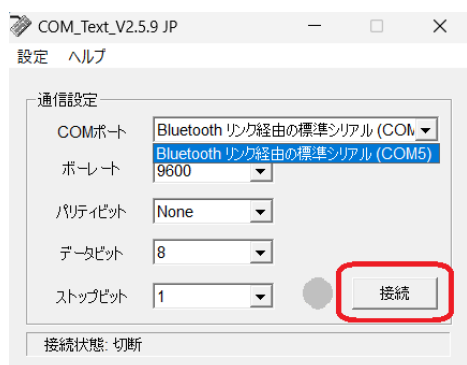 COM_Text_V2.5.9 JP
設定 ヘルプ
通信設定
COMポート Bluetooth リンク経由の標準シリアル (COM
Bluetooth リンク経由の標準シリアル (COM5)
ボーレート 9600
パリティビット None
データビット 8
ストップビット 1
接続
接続状態: 切断